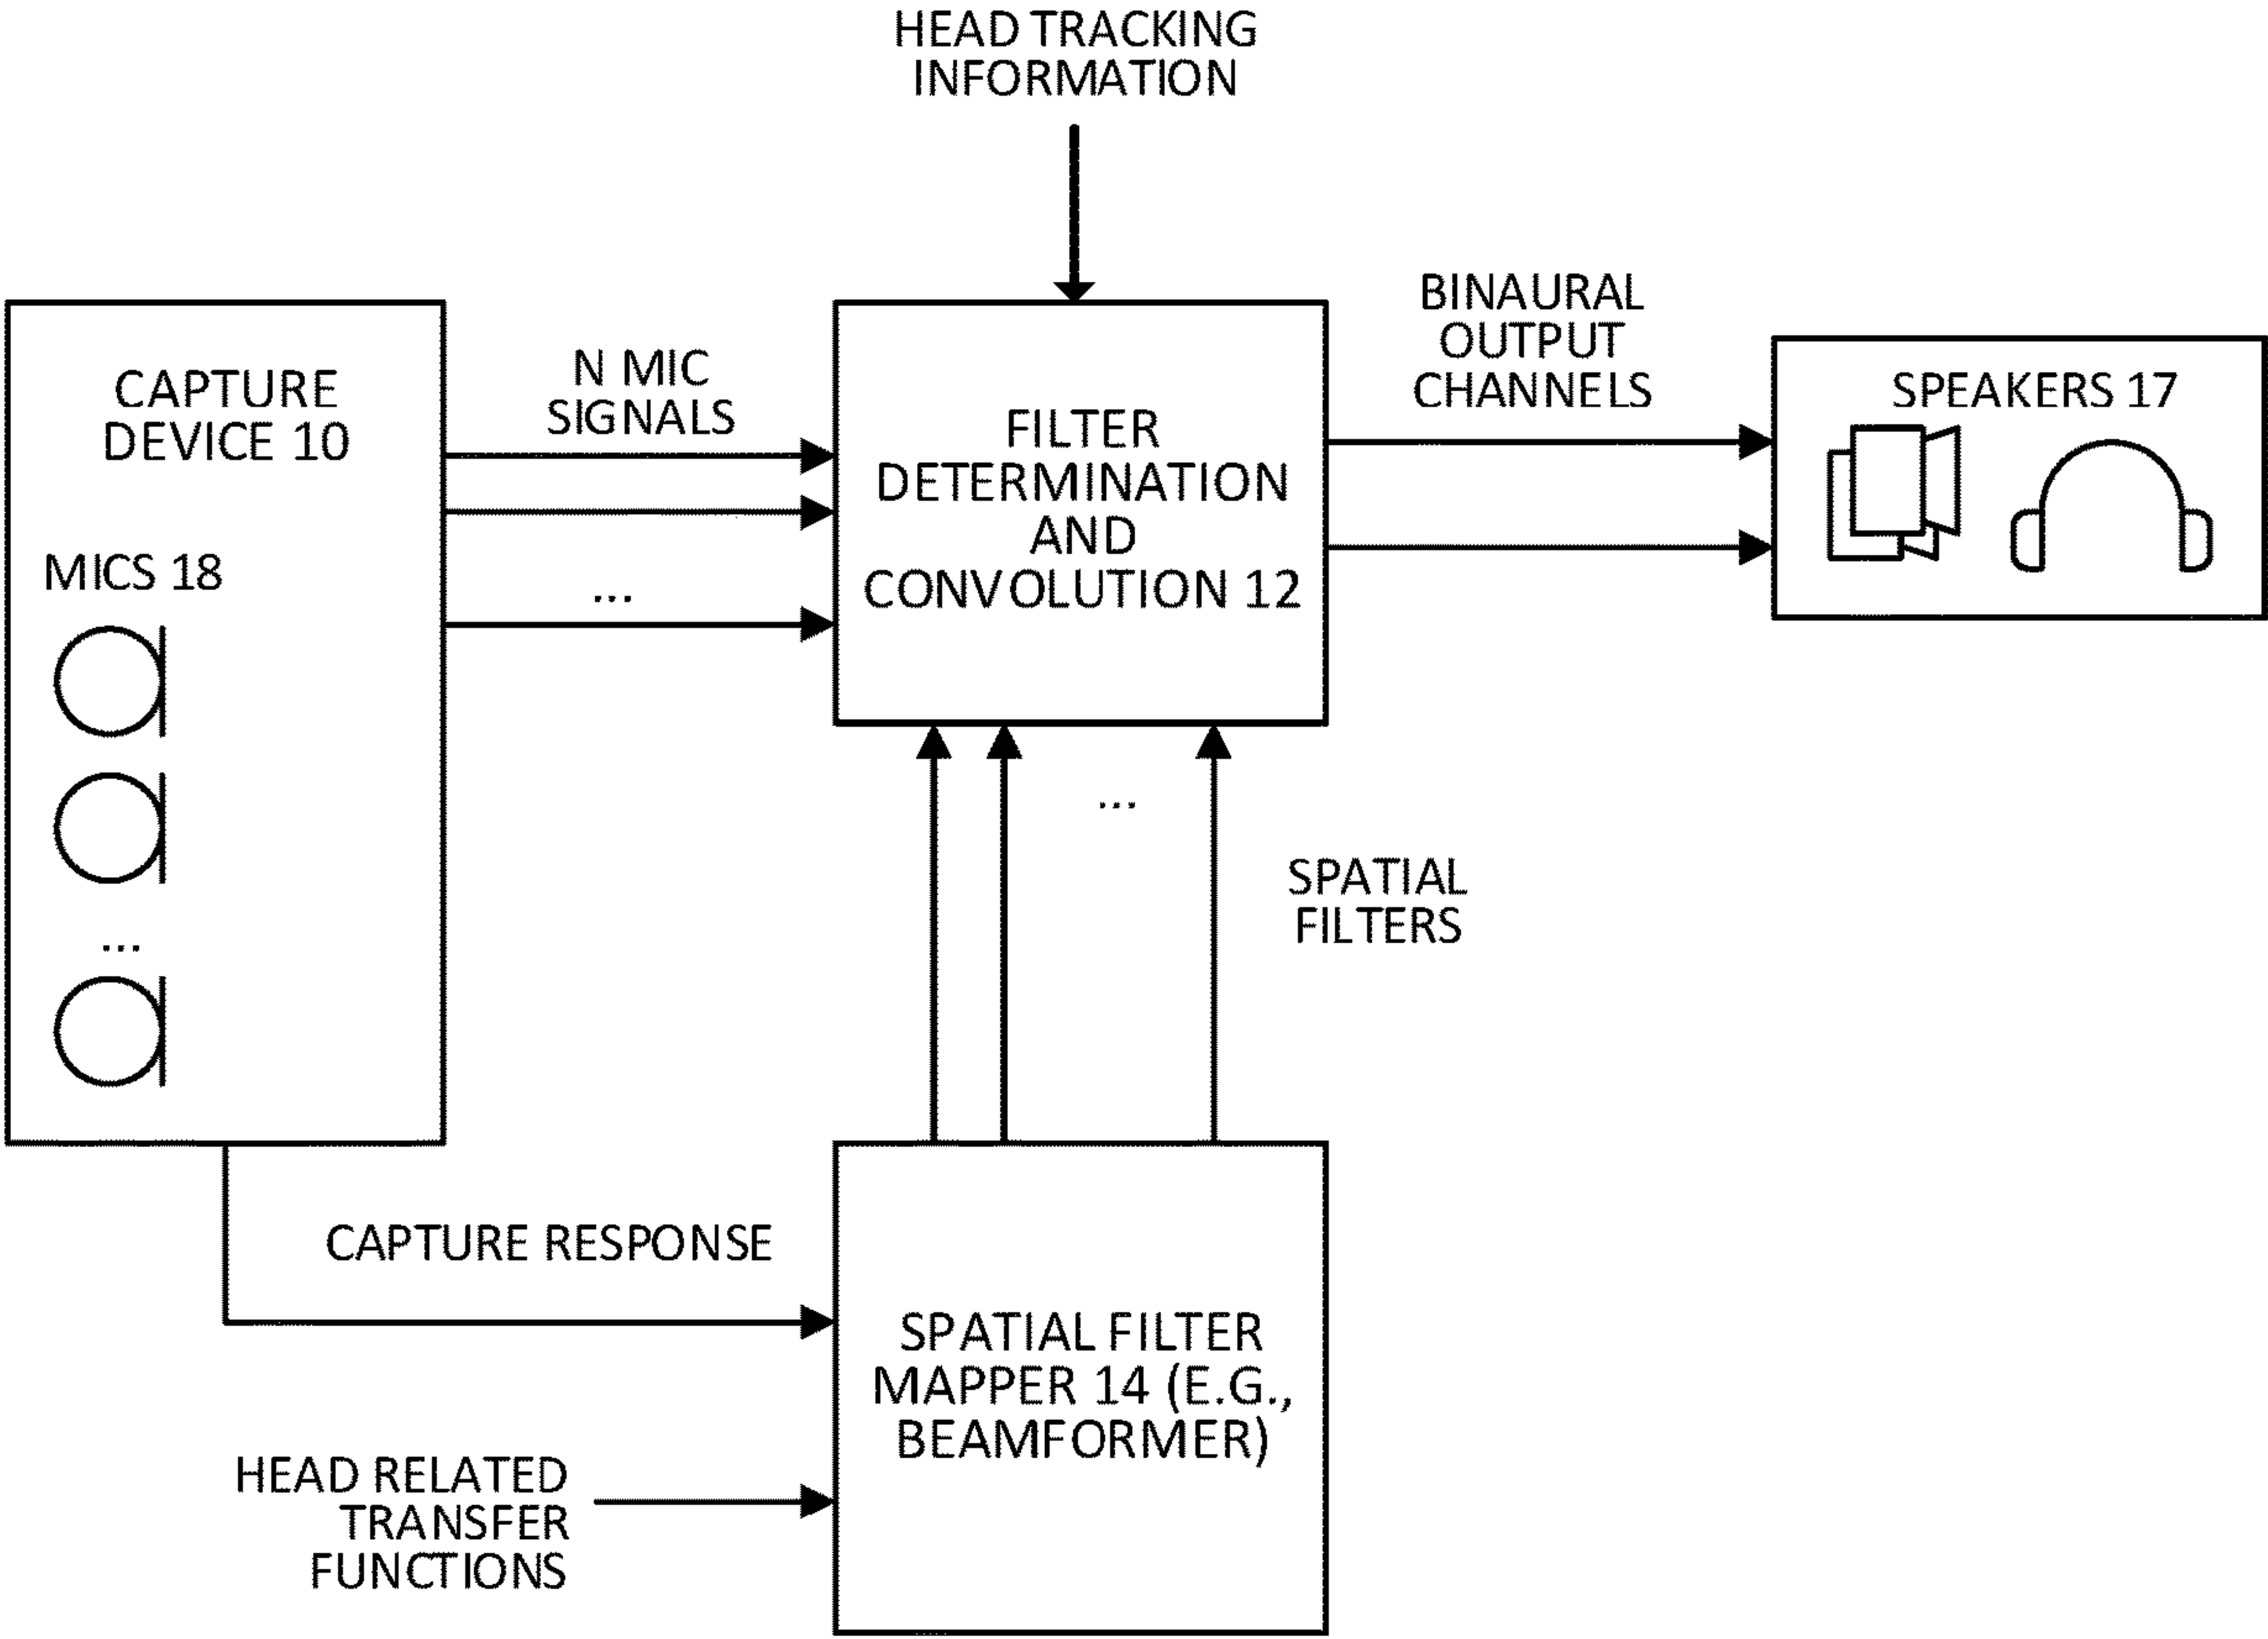 HEAD TRACKING
INFORMATION
CAPTURE
DEVICE 10
MICS 18
...
N MIC
SIGNALS
...
FILTER
DETERMINATION
AND
CONVOLUTION 12
BINAURAL
OUTPUT
CHANNELS
SPEAKERS 17
...
SPATIAL
FILTERS
CAPTURE RESPONSE
HEAD RELATED
TRANSFER
FUNCTIONS
SPATIAL FILTER
MAPPER 14 (E.G.,
BEAMFORMER)